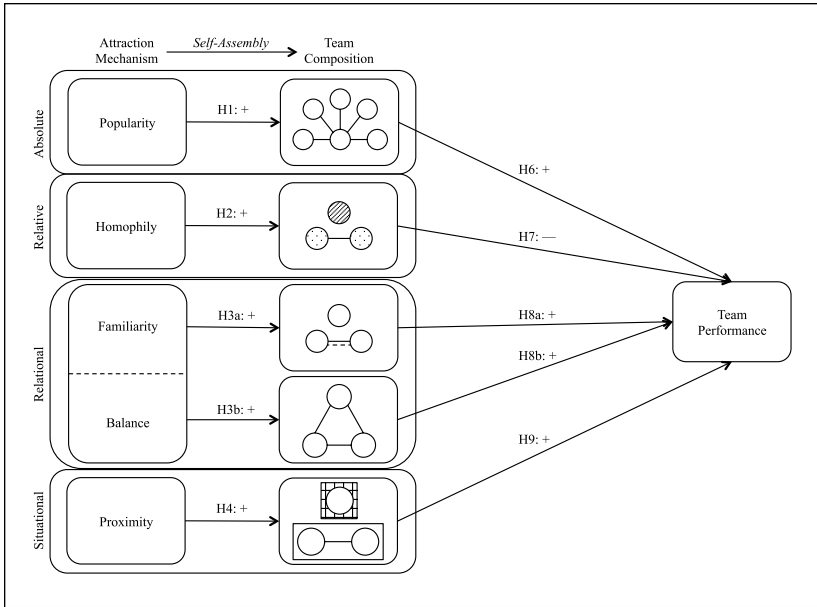 Attraction
Mechanism
Self-Assembly
Team
Composition
Absolute
Popularity
H1: +
H6: +
Relative
Homophily
H2: +
H7: —
Relational
Familiarity
H3a: +
H8a: +
Balance
H3b: +
H8b: +
Team
Performance
Situational
Proximity
H4: +
H9: +